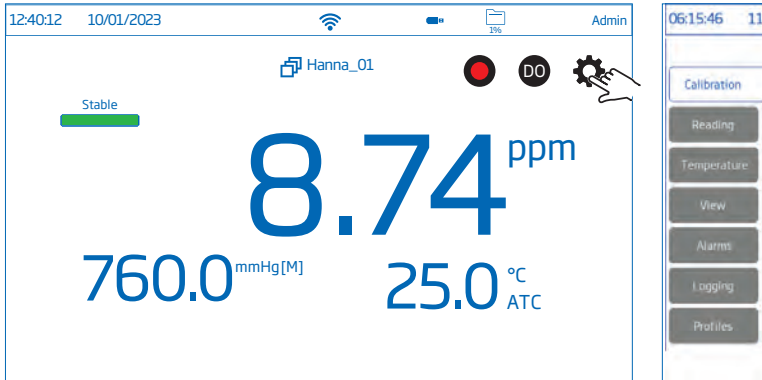 12:40:12 10/01/2023 1% Admin
Hanna_01
DO
Stable
8.74 ppm
760.0 mmHg[M]
25.0 °C
ATC
06:15:46 11
Calibration
Reading
Temperature
View
Alarms
Logging
Profiles